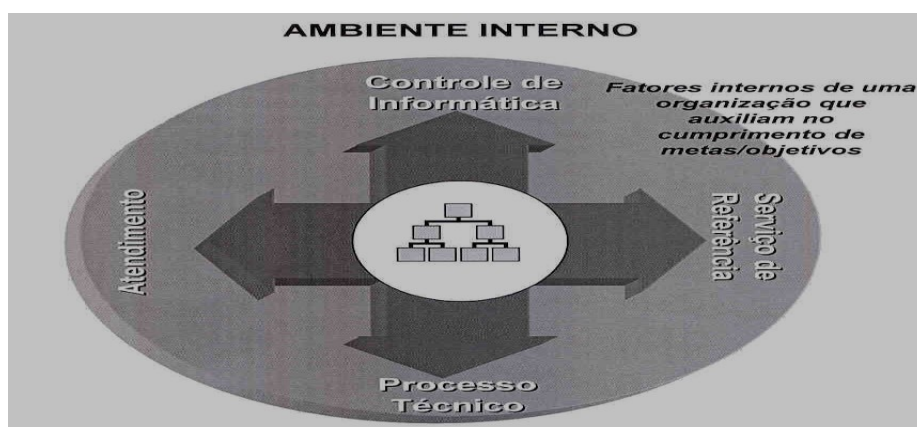 AMBIENTE INTERNO
Controle de
Informática
Fatores internos de uma
organização que
auxiliam no
cumprimento de
metas/objetivos
Atendimento
Serviço de
Referência
Processo
Técnico